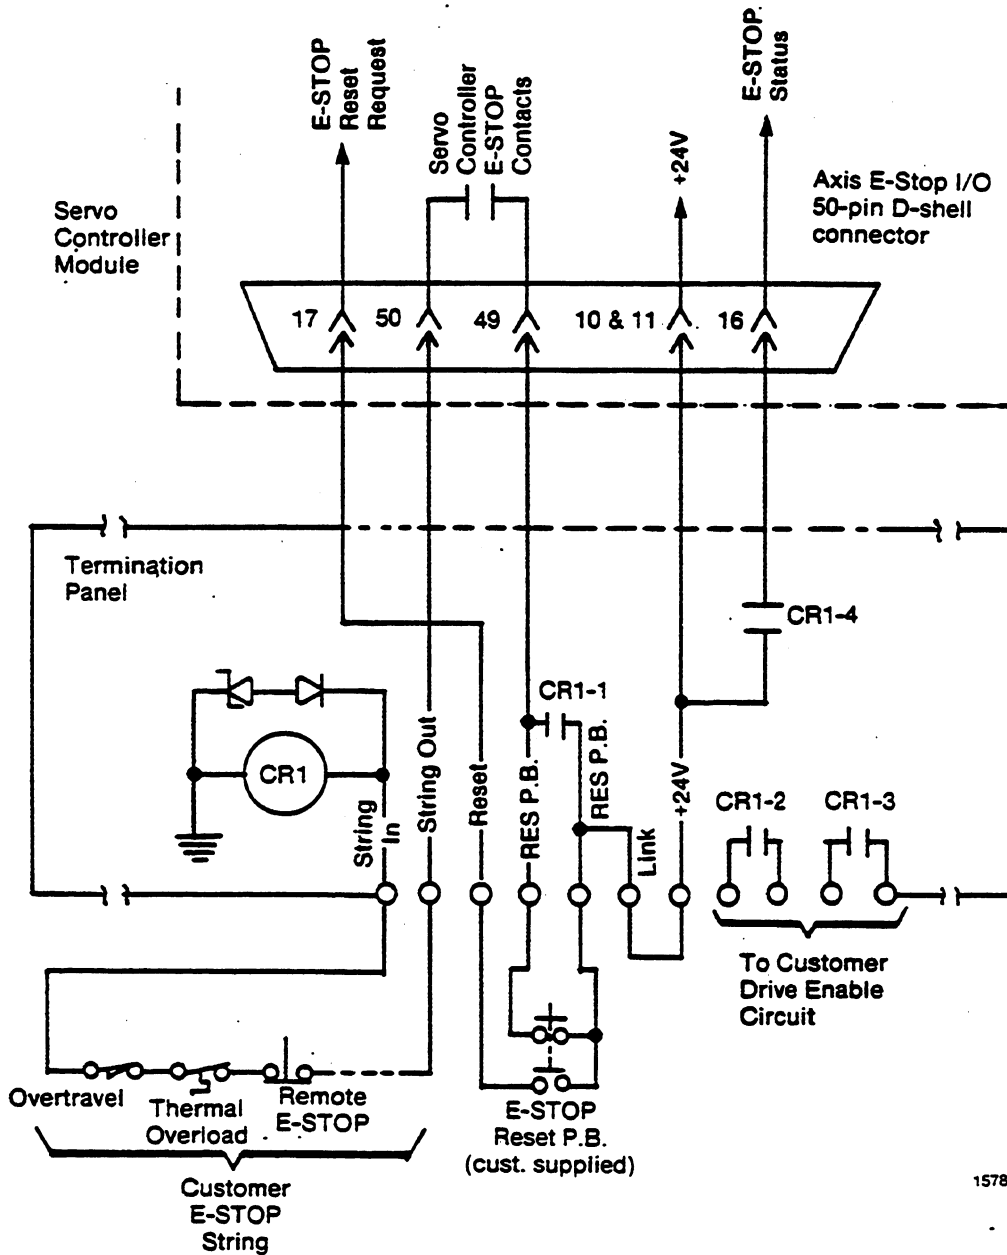 E-STOP
Reset
Request
Servo
Controller
E-STOP
Contacts
+24V
E-STOP
Status
Servo
Controller
Module
Axis E-Stop I/O
50-pin D-shell
connector
17
50
49
10 & 11
16
Termination
Panel
CR1-4
CR1-1
CR1
String
In
String Out
Reset
RES P.B.
RES P.B.
Link
+24V
CR1-2
CR1-3
To Customer
Drive Enable
Circuit
Overtravel
Thermal
Overload
Remote
E-STOP
E-STOP
Reset P.B.
(cust. supplied)
Customer
E-STOP
String
1578